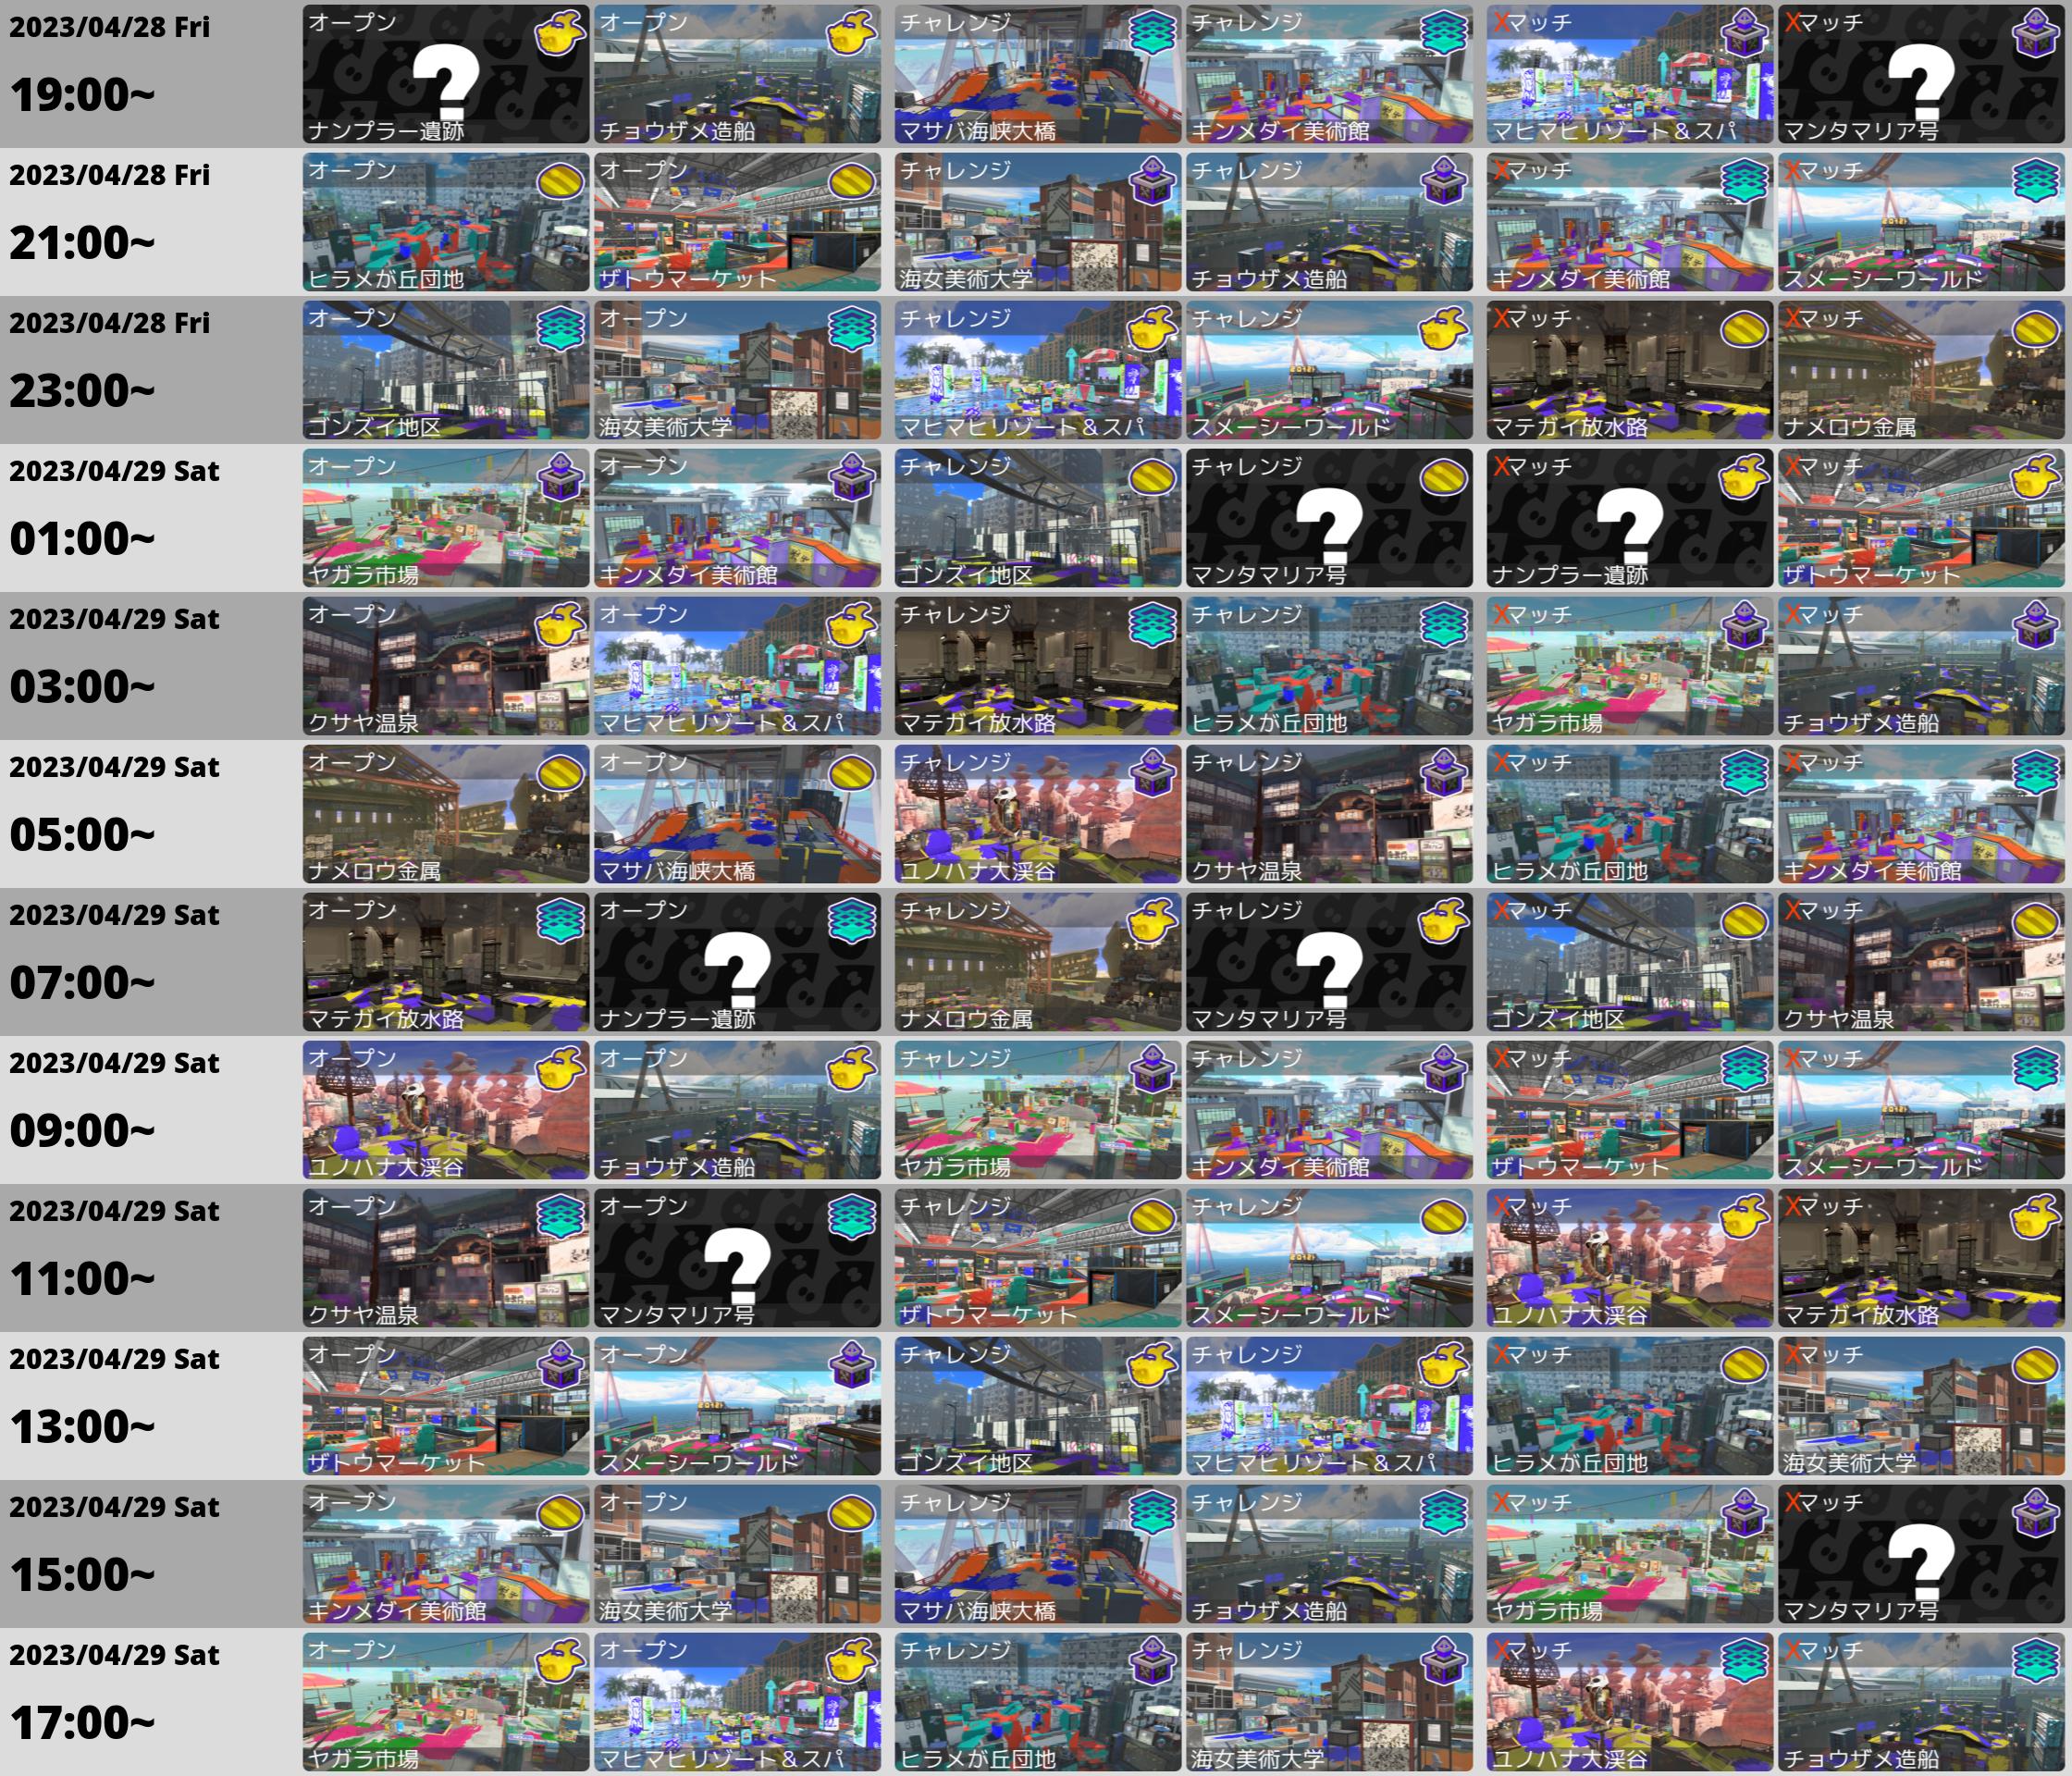 2023/04/28 Fri
19:00~
オープン オープン チャレンジ チャレンジ Xマッチ Xマッチ
ナンプラー遺跡 チョウザメ造船 マサバ海峡大橋 キンメダイ美術館 マヒマヒリゾート＆スパ マンタマリア号
2023/04/28 Fri
21:00~
オープン オープン チャレンジ チャレンジ Xマッチ Xマッチ
ヒラメが丘団地 ザトウマーケット 海女美術大学 チョウザメ造船 キンメダイ美術館 スメーシーワールド
2023/04/28 Fri
23:00~
オープン オープン チャレンジ チャレンジ Xマッチ Xマッチ
ゴンズイ地区 海女美術大学 マヒマヒリゾート＆スパ スメーシーワールド マテガイ放水路 ナメロウ金属
2023/04/29 Sat
01:00~
オープン オープン チャレンジ チャレンジ Xマッチ Xマッチ
ヤガラ市場 キンメダイ美術館 ゴンズイ地区 マンタマリア号 ナンプラー遺跡 ザトウマーケット
2023/04/29 Sat
03:00~
オープン オープン チャレンジ チャレンジ Xマッチ Xマッチ
クサヤ温泉 マヒマヒリゾート＆スパ マテガイ放水路 ヒラメが丘団地 ヤガラ市場 チョウザメ造船
2023/04/29 Sat
05:00~
オープン オープン チャレンジ チャレンジ Xマッチ Xマッチ
ナメロウ金属 マサバ海峡大橋 ユノハナ大渓谷 クサヤ温泉 ヒラメが丘団地 キンメダイ美術館
2023/04/29 Sat
07:00~
オープン オープン チャレンジ チャレンジ Xマッチ Xマッチ
マテガイ放水路 ナンプラー遺跡 ナメロウ金属 マンタマリア号 ゴンズイ地区 クサヤ温泉
2023/04/29 Sat
09:00~
オープン オープン チャレンジ チャレンジ Xマッチ Xマッチ
ユノハナ大渓谷 チョウザメ造船 ヤガラ市場 キンメダイ美術館 ザトウマーケット スメーシーワールド
2023/04/29 Sat
11:00~
オープン オープン チャレンジ チャレンジ Xマッチ Xマッチ
クサヤ温泉 マンタマリア号 ザトウマーケット スメーシーワールド ユノハナ大渓谷 マテガイ放水路
2023/04/29 Sat
13:00~
オープン オープン チャレンジ チャレンジ Xマッチ Xマッチ
ザトウマーケット スメーシーワールド ゴンズイ地区 マヒマヒリゾート＆スパ ヒラメが丘団地 海女美術大学
2023/04/29 Sat
15:00~
オープン オープン チャレンジ チャレンジ Xマッチ Xマッチ
キンメダイ美術館 海女美術大学 マサバ海峡大橋 チョウザメ造船 ヤガラ市場 マンタマリア号
2023/04/29 Sat
17:00~
オープン オープン チャレンジ チャレンジ Xマッチ Xマッチ
ヤガラ市場 マヒマヒリゾート＆スパ ヒラメが丘団地 海女美術大学 ユノハナ大渓谷 チョウザメ造船